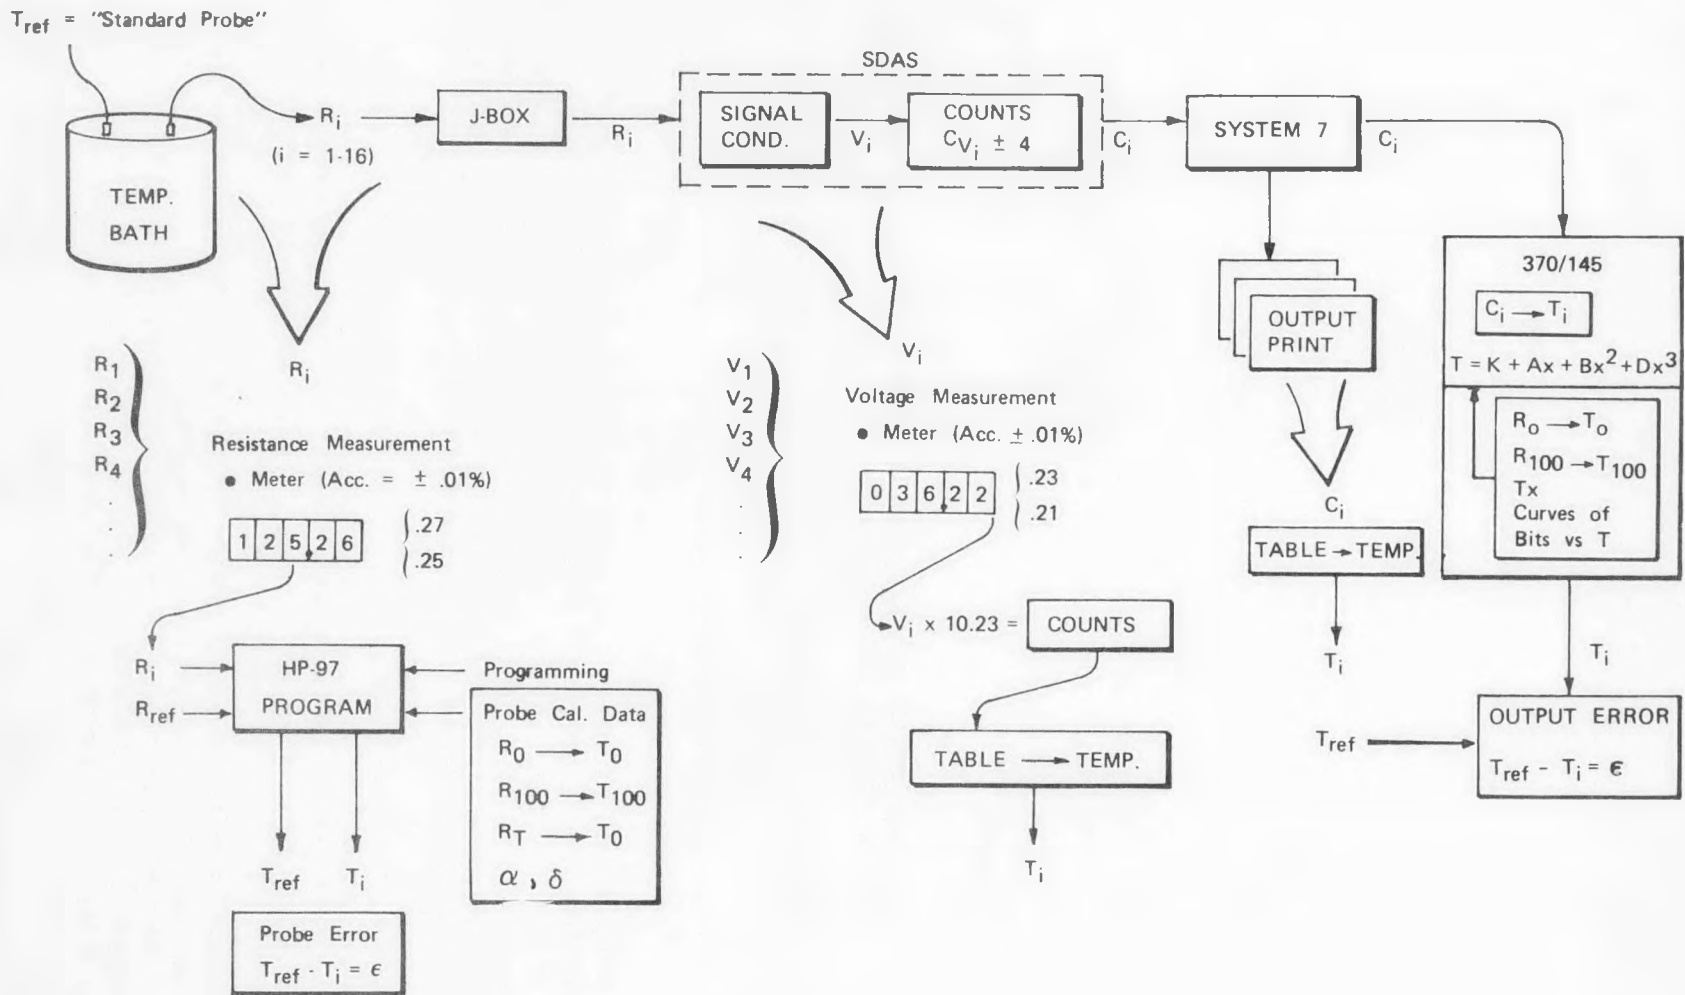 T_ref = "Standard Probe"
TEMP.
BATH
R_i
(i = 1-16)
J-BOX
R_i
SDAS
SIGNAL
COND.
V_i
COUNTS
C_V_i ± 4
C_i
SYSTEM 7
C_i
OUTPUT
PRINT
C_i
TABLE → TEMP.
T_i
370/145
C_i → T_i
T = K + Ax + Bx² + Dx³
R_o → T_o
R_100 → T_100
Tx
Curves of
Bits vs T
T_i
T_ref
OUTPUT ERROR
T_ref - T_i = ϵ
R_i
R_1
R_2
R_3
R_4
.
.
Resistance Measurement
• Meter (Acc. = ± .01%)
1 2 5 . 2 6
.27
.25
R_i
R_ref
HP-97
PROGRAM
Programming
Probe Cal. Data
R_0 → T_0
R_100 → T_100
R_T → T_0
α , δ
T_ref
T_i
Probe Error
T_ref - T_i = ϵ
V_i
V_1
V_2
V_3
V_4
.
.
.
Voltage Measurement
• Meter (Acc. ± .01%)
0 3 6 . 2 2
.23
.21
V_i x 10.23 =
COUNTS
TABLE → TEMP.
T_i